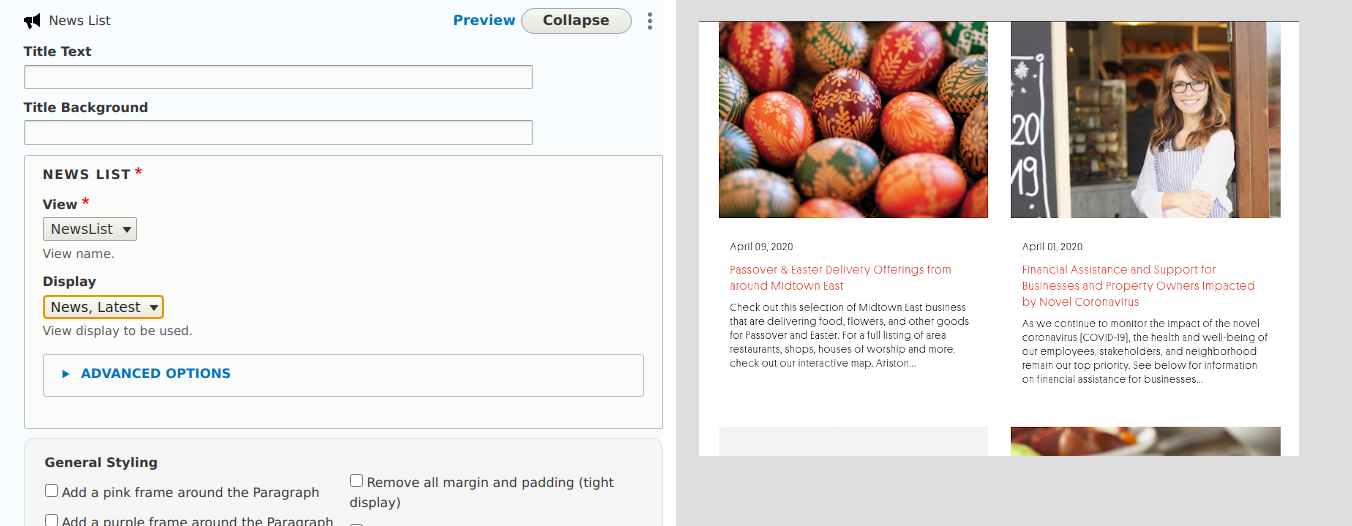 News List
Preview
Collapse
Title Text
Title Background
NEWS LIST *
View *
NewsList
View name.
Display
News, Latest
View display to be used.
ADVANCED OPTIONS
General Styling
Add a pink frame around the Paragraph
Remove all margin and padding (tight
display)
Add a purple frame around the Paragraph
20
19
April 09, 2020
Passover & Easter Delivery Offerings from
around Midtown East
Check out this selection of Midtown East business
that are delivering food, flowers, and other goods
for Passover and Easter. For a full listing of area
restaurants, shops, houses of worship and more,
check out our interactive map. Ariston...
April 01, 2020
Financial Assistance and Support for
Businesses and Property Owners Impacted
by Novel Coronavirus
As we continue to monitor the impact of the novel
coronavirus (COVID-19), the health and well-being of
our employees, stakeholders, and neighborhood
remain our top priority. See below for information
on financial assistance for businesses...